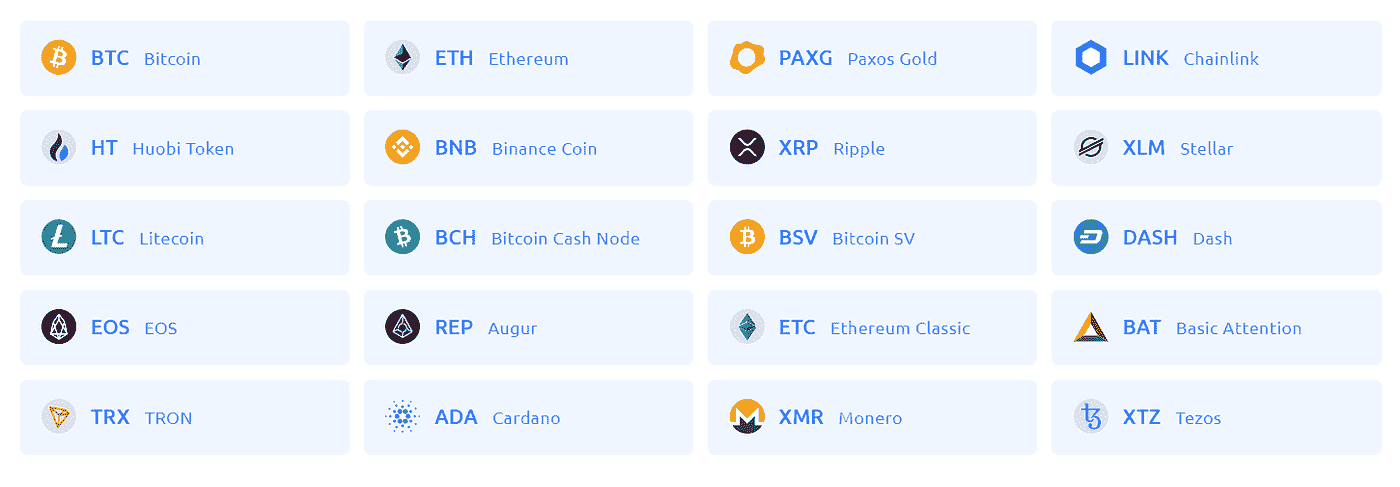 BTC Bitcoin
ETH Ethereum
PAXG Paxos Gold
LINK Chainlink
HT Huobi Token
BNB Binance Coin
XRP Ripple
XLM Stellar
LTC Litecoin
BCH Bitcoin Cash Node
BSV Bitcoin SV
DASH Dash
EOS EOS
REP Augur
ETC Ethereum Classic
BAT Basic Attention
TRX TRON
ADA Cardano
XMR Monero
XTZ Tezos